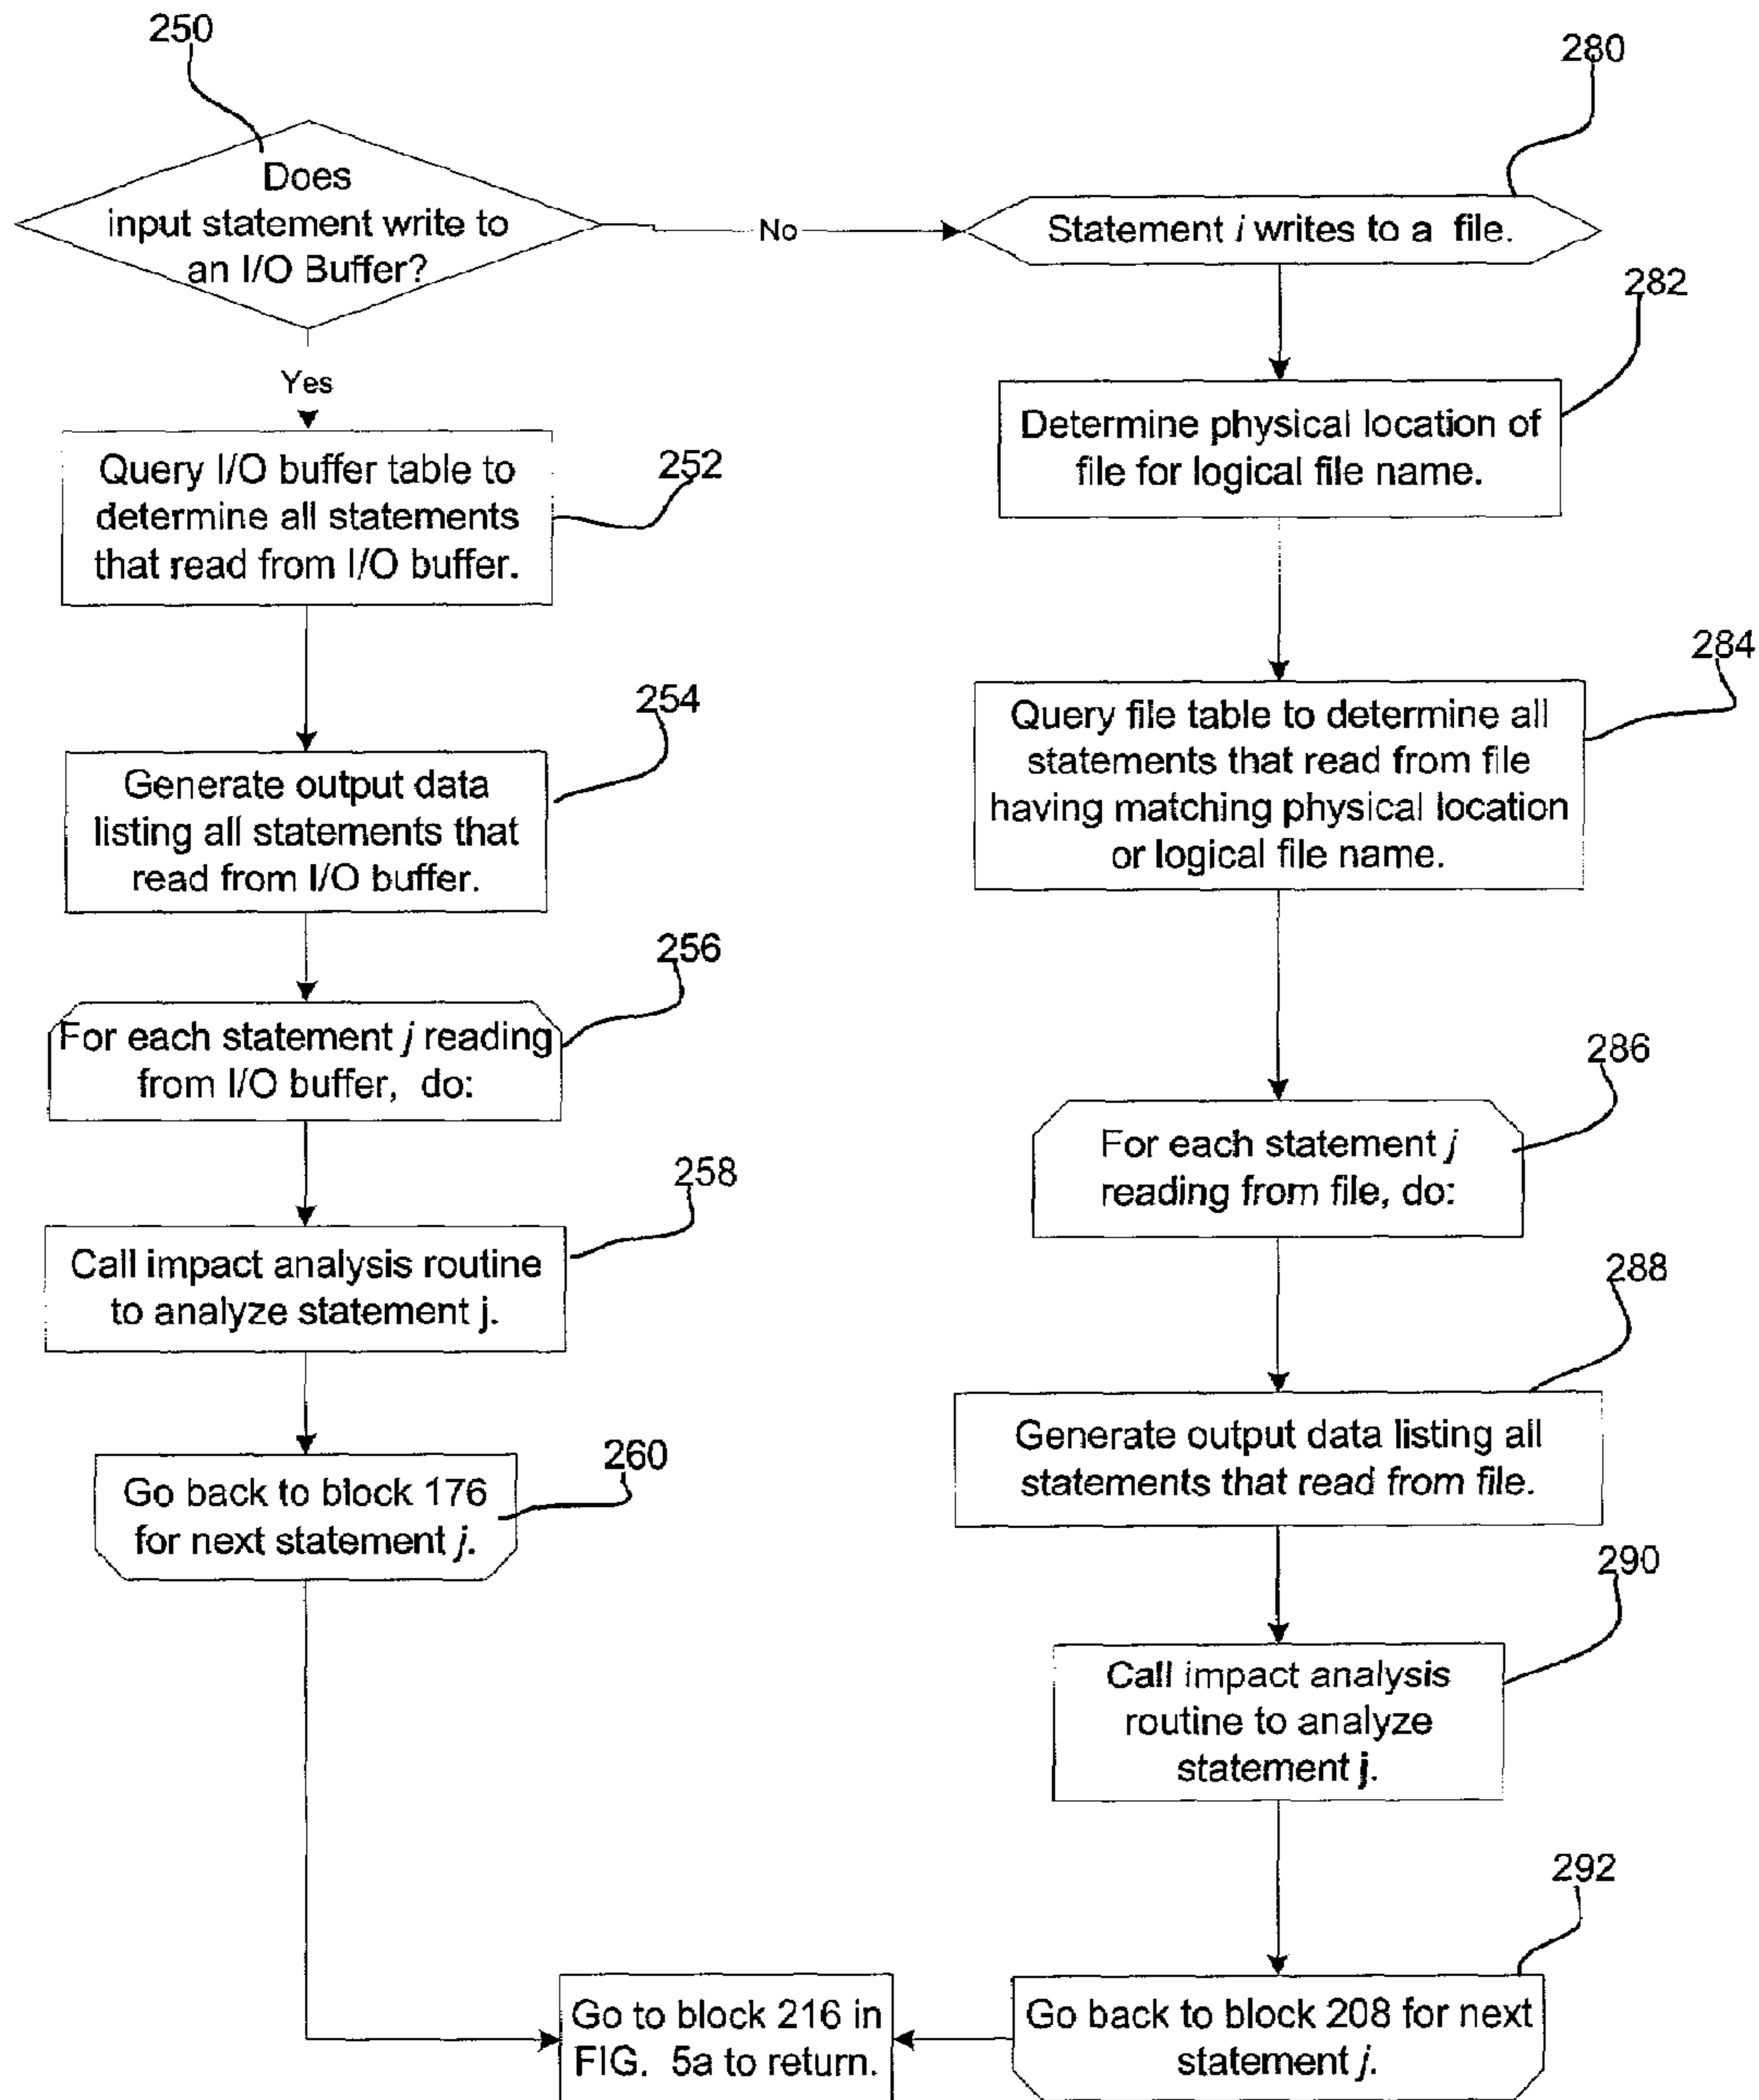 250
Does
input statement write to
an I/O Buffer?
No
Yes
280
Statement i writes to a file.
282
Determine physical location of
file for logical file name.
252
Query I/O buffer table to
determine all statements
that read from I/O buffer.
284
Query file table to determine all
statements that read from file
having matching physical location
or logical file name.
254
Generate output data
listing all statements that
read from I/O buffer.
256
For each statement j reading
from I/O buffer, do:
286
For each statement j
reading from file, do:
258
Call impact analysis routine
to analyze statement j.
288
Generate output data listing all
statements that read from file.
260
Go back to block 176
for next statement j.
290
Call impact analysis
routine to analyze
statement j.
292
Go back to block 208 for next
statement j.
Go to block 216 in
FIG. 5a to return.